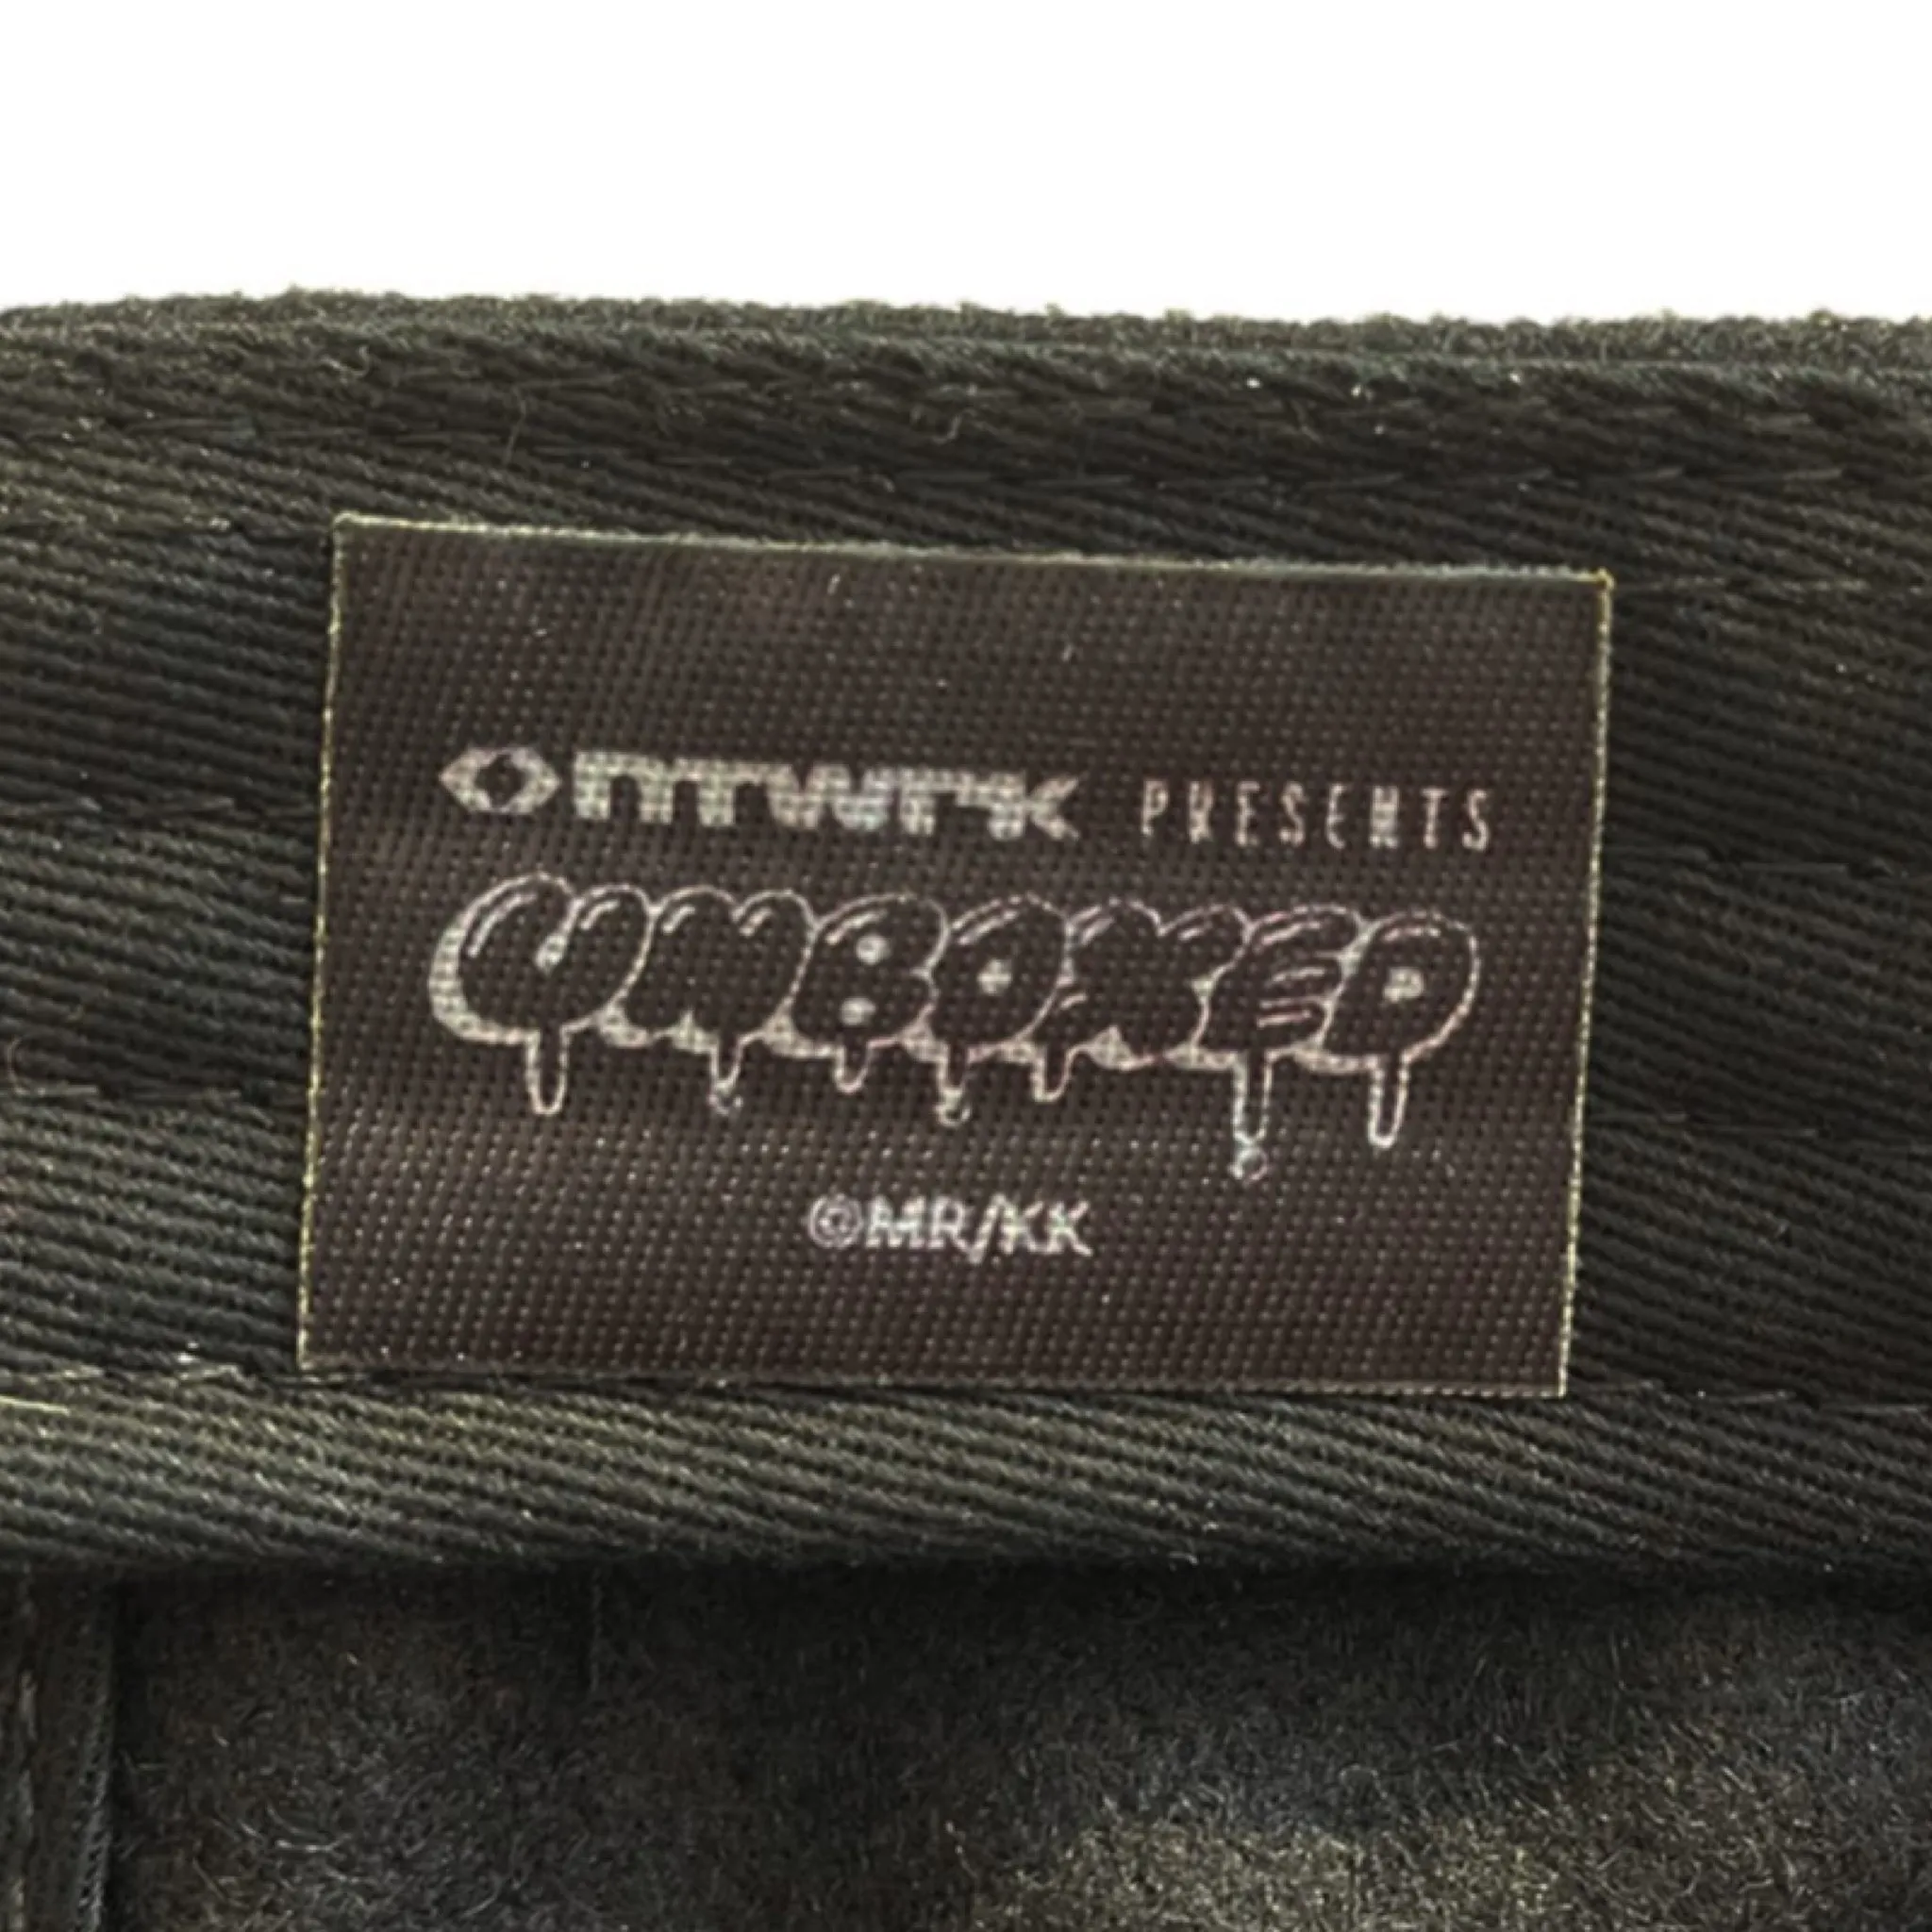 NTWRK PRESENTS
UNBOXED
©MR/KK